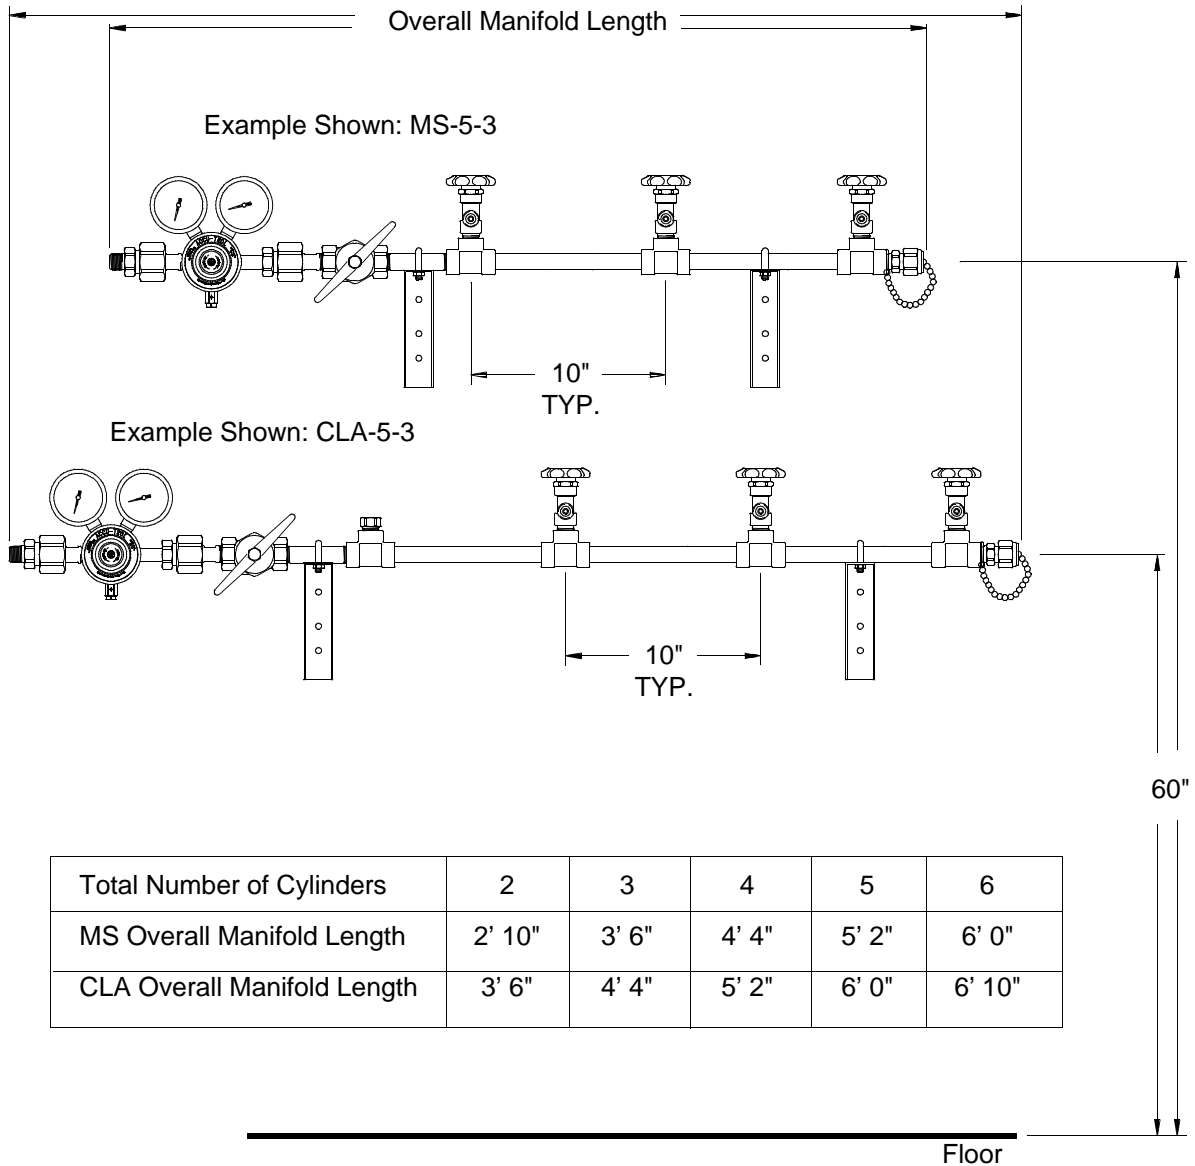 Overall Manifold Length
Example Shown: MS-5-3
10"
TYP.
Example Shown: CLA-5-3
10"
TYP.
60"
Total Number of Cylinders 2 3 4 5 6
MS Overall Manifold Length 2’ 10" 3’ 6" 4’ 4" 5’ 2" 6’ 0"
CLA Overall Manifold Length 3’ 6" 4’ 4" 5’ 2" 6’ 0" 6’ 10"
Floor